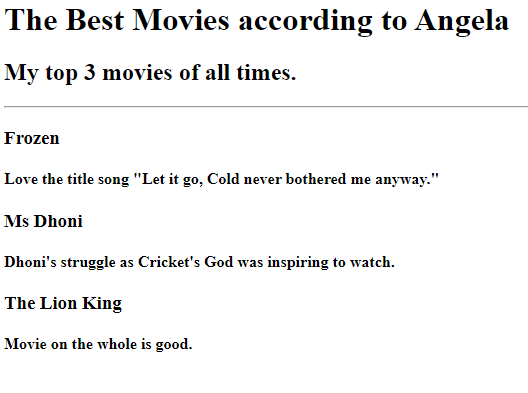 The Best Movies according to Angela
My top 3 movies of all times.
Frozen
Love the title song "Let it go, Cold never bothered me anyway."
Ms Dhoni
Dhoni's struggle as Cricket's God was inspiring to watch.
The Lion King
Movie on the whole is good.